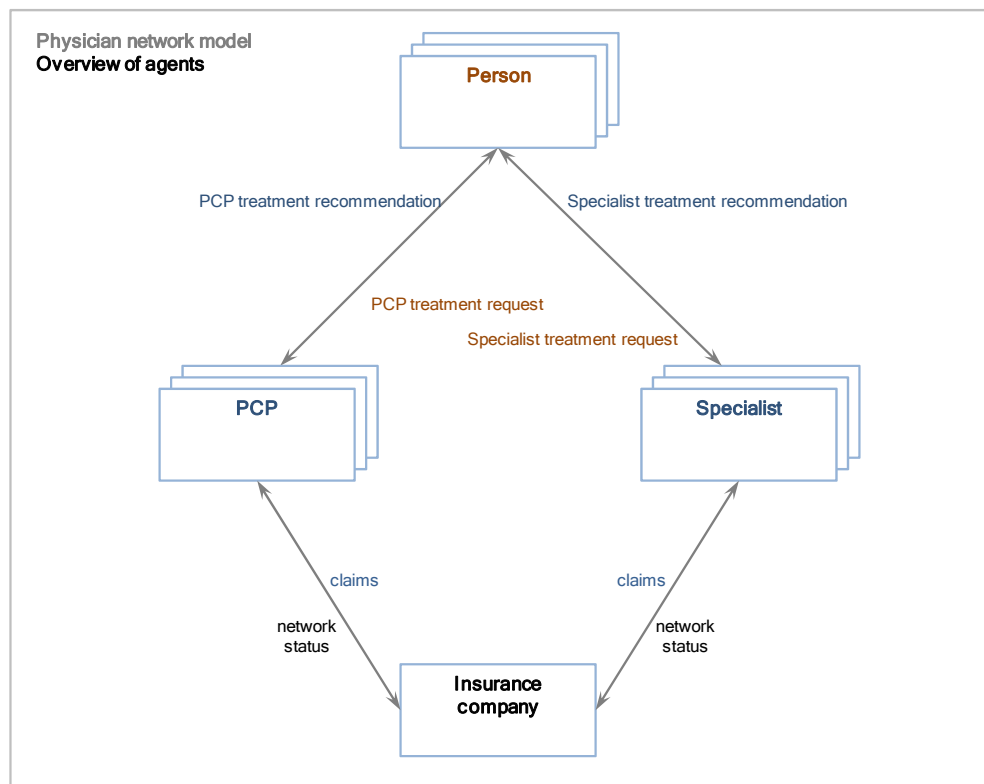 Physician network model
Overview of agents
Person
PCP treatment recommendation
Specialist treatment recommendation
PCP treatment request
Specialist treatment request
PCP
Specialist
claims
claims
network
status
network
status
Insurance
company